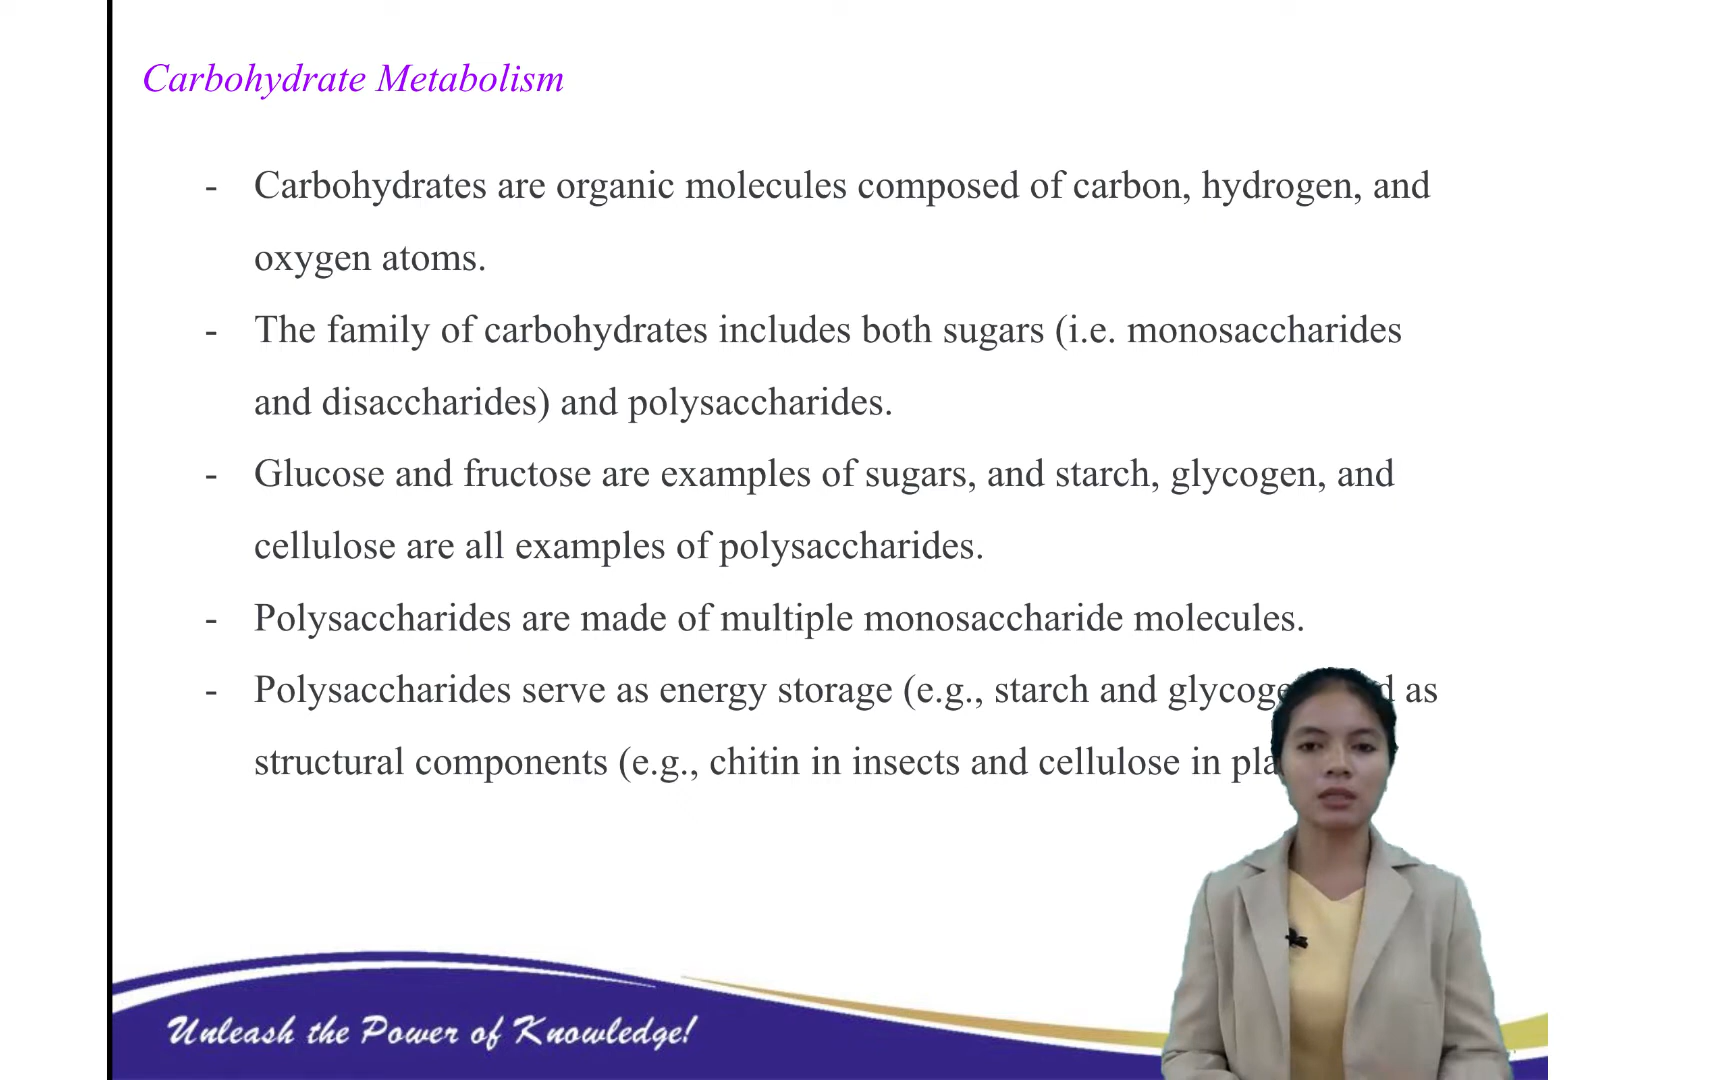 Carbohydrate Metabolism
- Carbohydrates are organic molecules composed of carbon, hydrogen, and
oxygen atoms.
- The family of carbohydrates includes both sugars (i.e. monosaccharides
and disaccharides) and polysaccharides.
- Glucose and fructose are examples of sugars, and starch, glycogen, and
cellulose are all examples of polysaccharides.
- Polysaccharides are made of multiple monosaccharide molecules.
- Polysaccharides serve as energy storage (e.g., starch and as
structural components (e.g., chitin in insects and cellulose in
Unleash the Power of Knowledge!